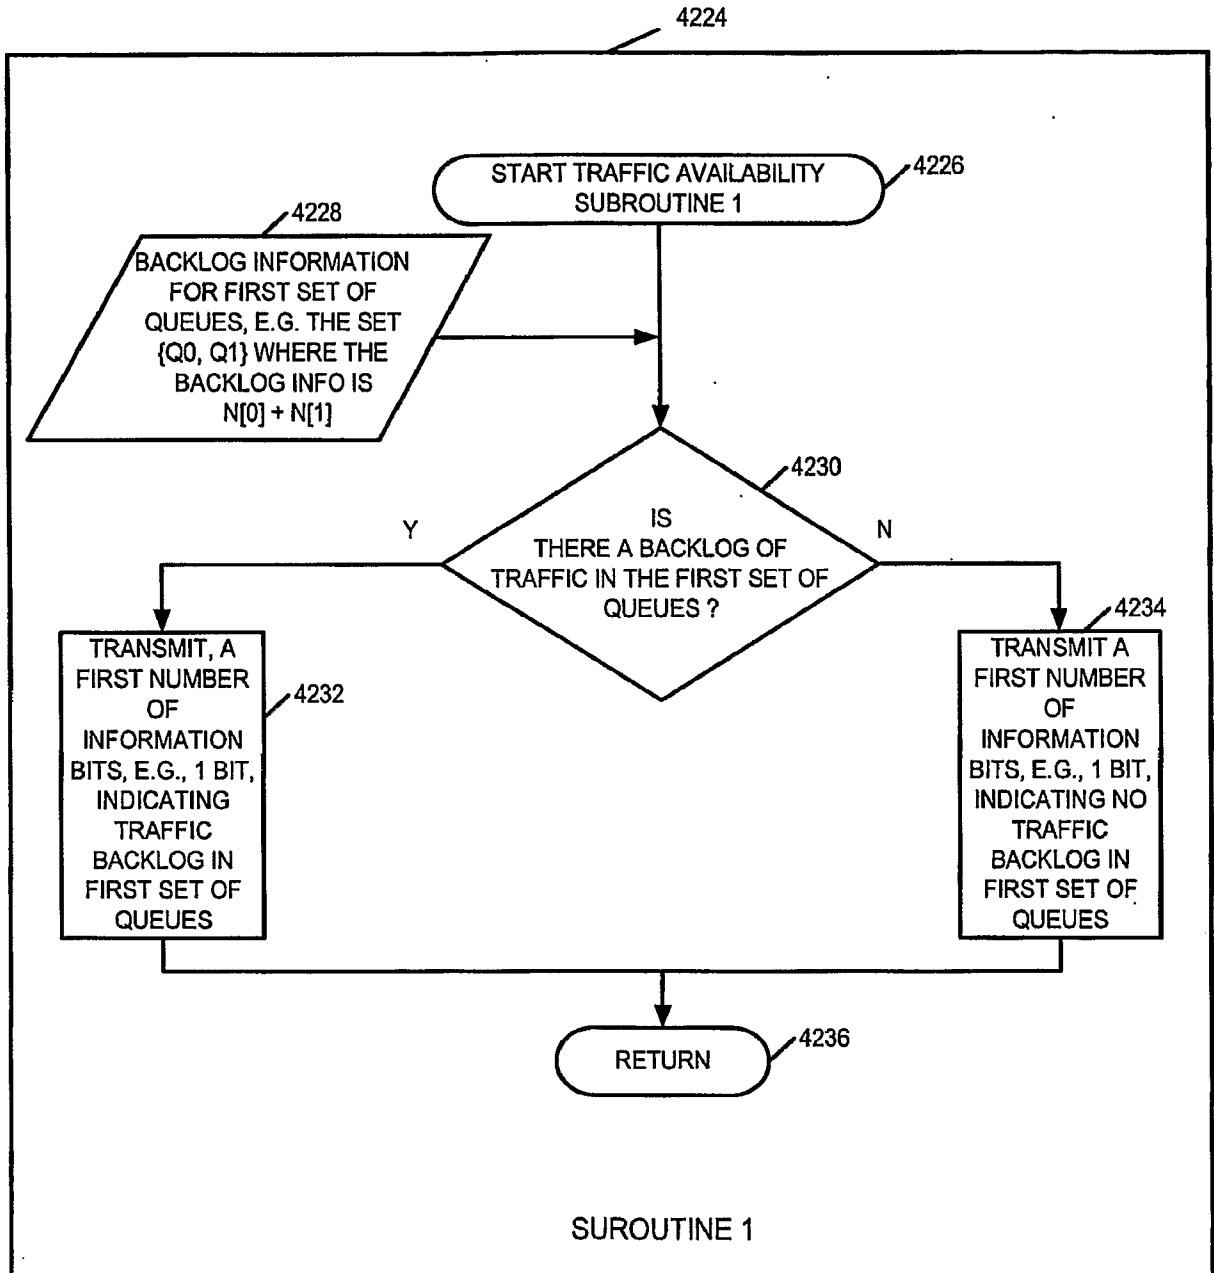 4224
START TRAFFIC AVAILABILITY
SUBROUTINE 1
4226
4228
BACKLOG INFORMATION
FOR FIRST SET OF
QUEUES, E.G. THE SET
{Q0, Q1} WHERE THE
BACKLOG INFO IS
N[0] + N[1]
4230
IS
THERE A BACKLOG OF
TRAFFIC IN THE FIRST SET OF
QUEUES ?
Y
N
TRANSMIT, A
FIRST NUMBER
OF
INFORMATION
BITS, E.G., 1 BIT,
INDICATING
TRAFFIC
BACKLOG IN
FIRST SET OF
QUEUES
4232
4234
TRANSMIT A
FIRST NUMBER
OF
INFORMATION
BITS, E.G., 1 BIT,
INDICATING NO
TRAFFIC
BACKLOG IN
FIRST SET OF
QUEUES
RETURN
4236
SUROUTINE 1